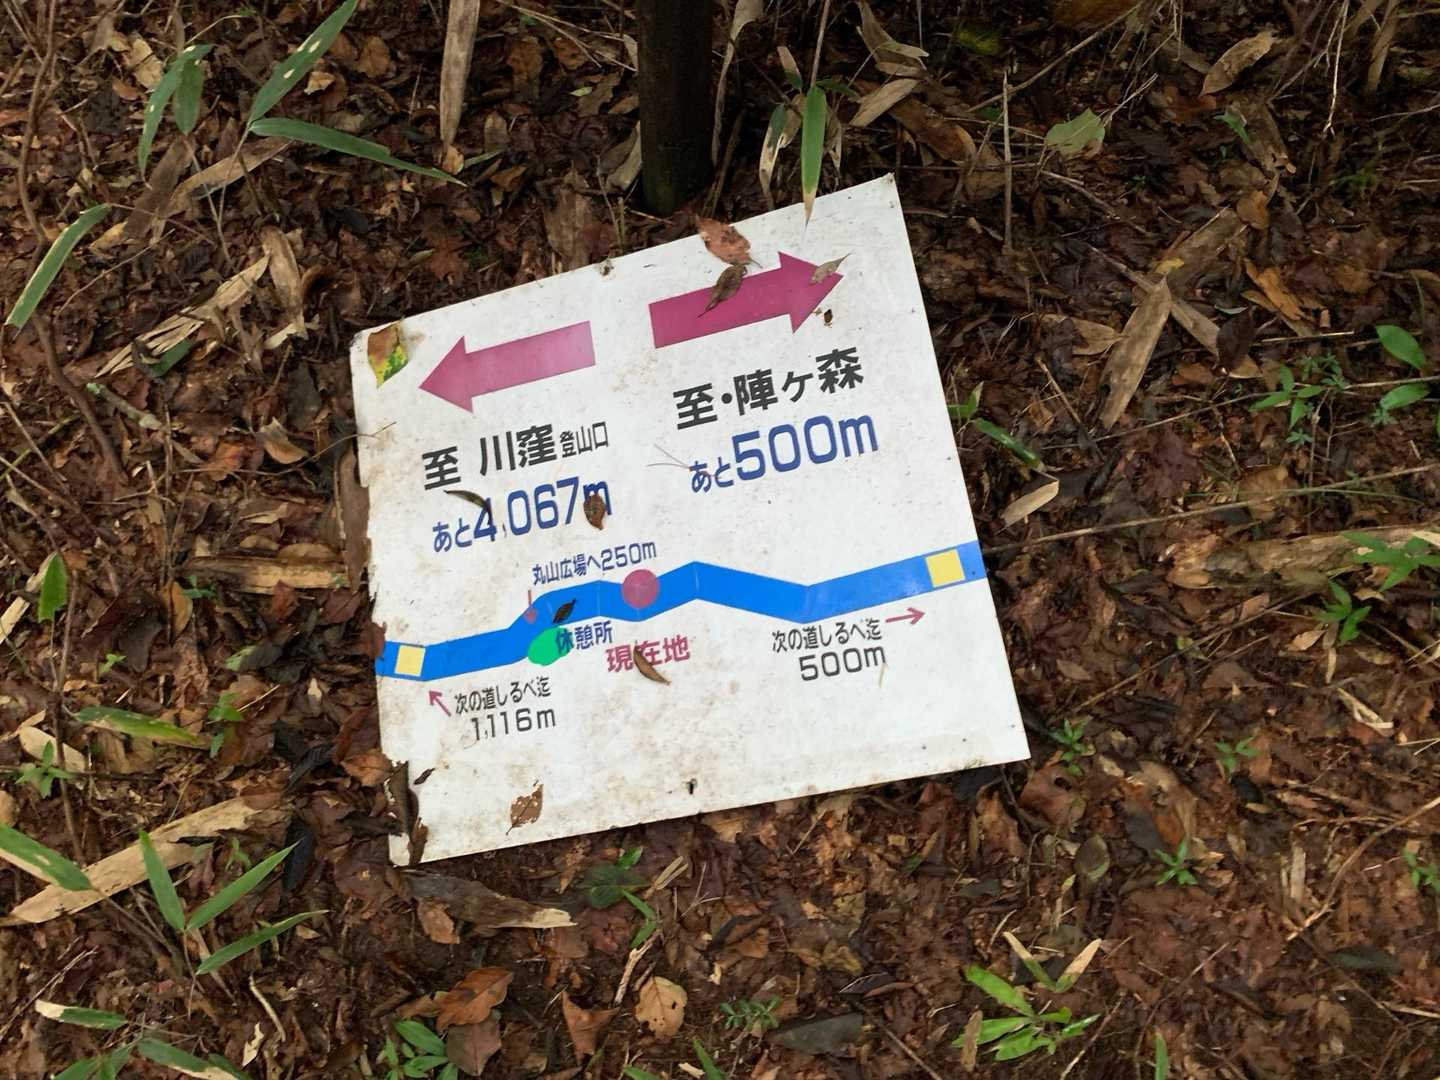 至 川窪登山口
あと4,067m
至・陣ヶ森
あと500m
丸山広場へ250m
休憩所
現在地
次の道しるべ迄
1,116m
次の道しるべ迄
500m